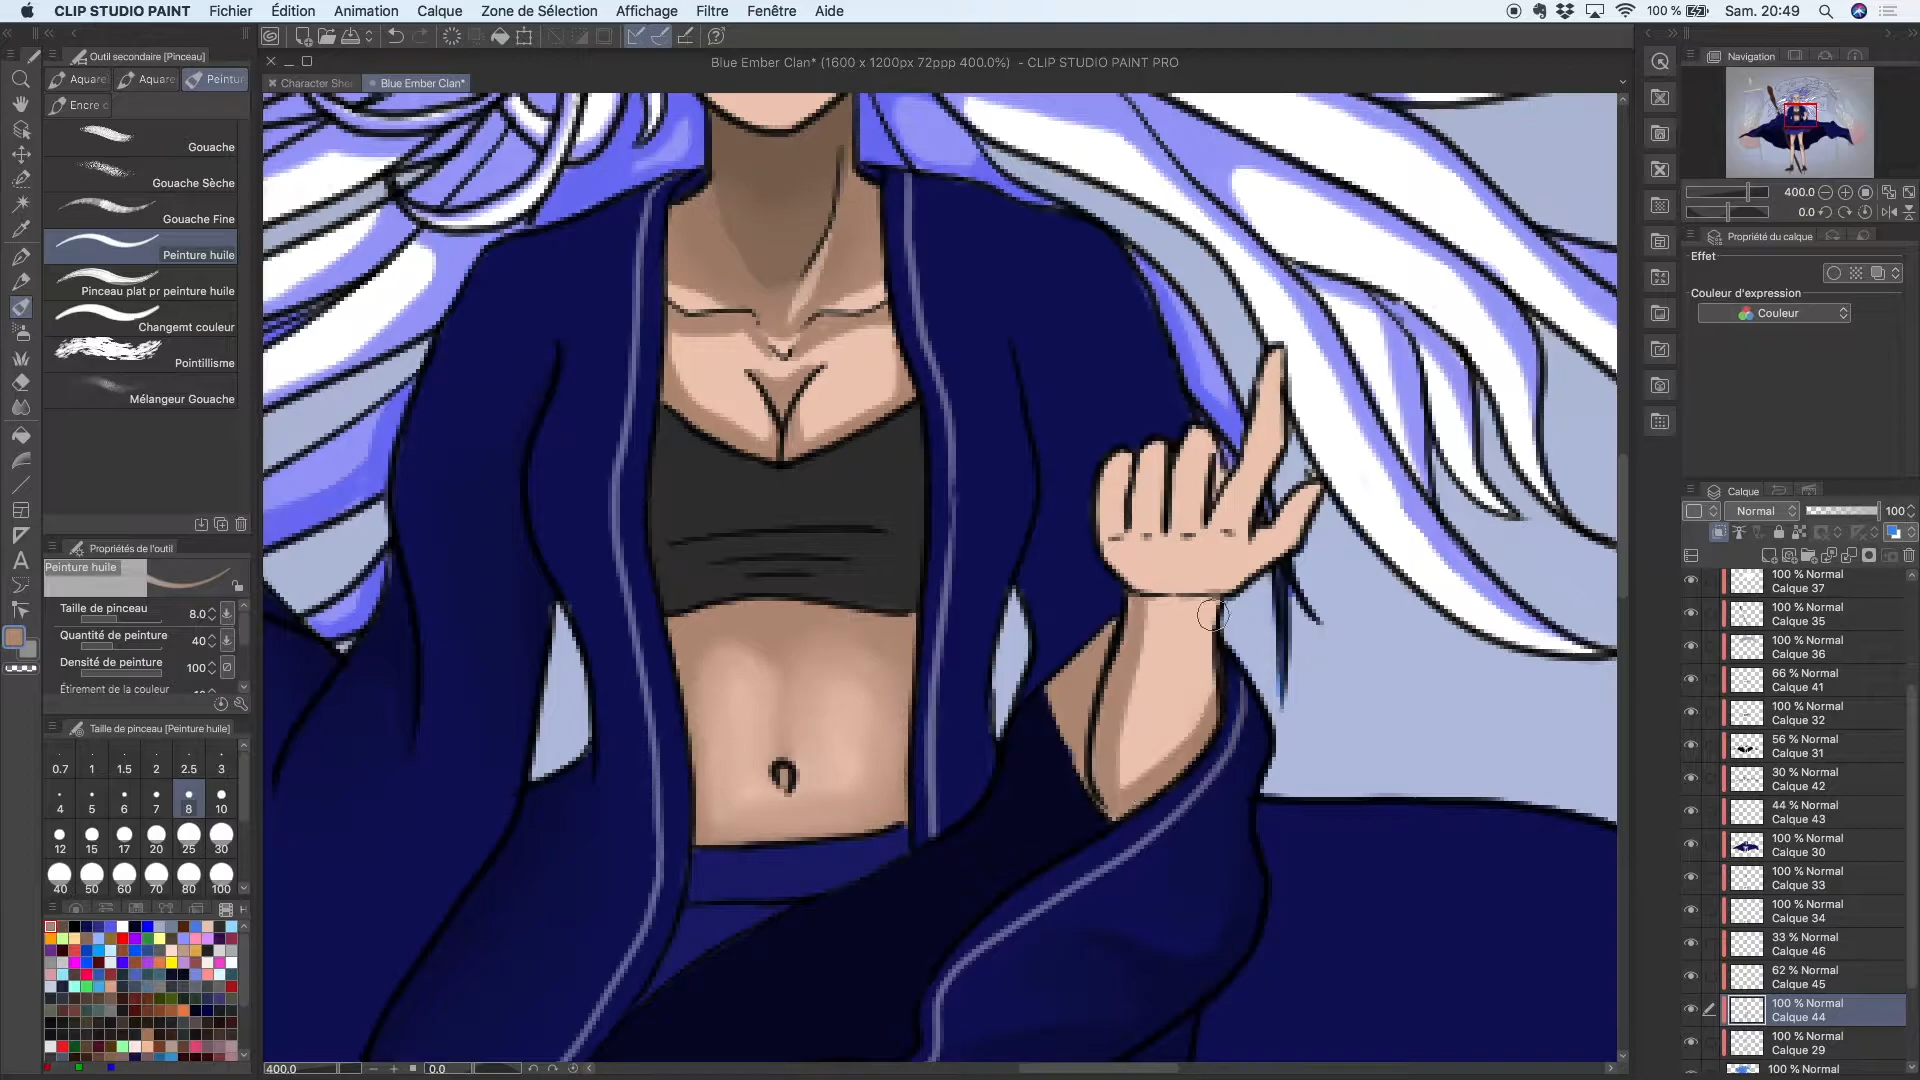 CLIP STUDIO PAINT Fichier Édition Animation Calque Zone de Sélection Affichage Filtre Fenêtre Aide 100 % Sam. 20:49
Outil secondaire [Pinceau]
Aquare
Aquare
Peintur
Encre c
Gouache
Gouache Sèche
Gouache Fine
Peinture huile
Pinceau plat pr peinture huile
Changemt couleur
Pointillisme
Mélangeur Gouache
Propriétés de l'outil
Peinture huile
Taille de pinceau 8.0
Quantité de peinture 40
Densité de peinture 100
Étirement de la couleur
Taille de pinceau [Peinture huile]
0.7 1 1.5 2 2.5 3
4 5 6 7 8 10
12 15 17 20 25 30
40 50 60 70 80 100
Blue Ember Clan* (1600 x 1200px 72ppp 400.0%) - CLIP STUDIO PAINT PRO
Character She
Blue Ember Clan*
400.0 0.0
Navigation
400.0
0.0
Propriété du calque
Effet
Couleur d'expression
Couleur
Calque
Normal 100
100 % Normal
Calque 37
100 % Normal
Calque 35
100 % Normal
Calque 36
66 % Normal
Calque 41
100 % Normal
Calque 32
56 % Normal
Calque 31
30 % Normal
Calque 42
44 % Normal
Calque 43
100 % Normal
Calque 30
100 % Normal
Calque 33
100 % Normal
Calque 34
33 % Normal
Calque 46
62 % Normal
Calque 45
100 % Normal
Calque 44
100 % Normal
Calque 29
100 % Normal